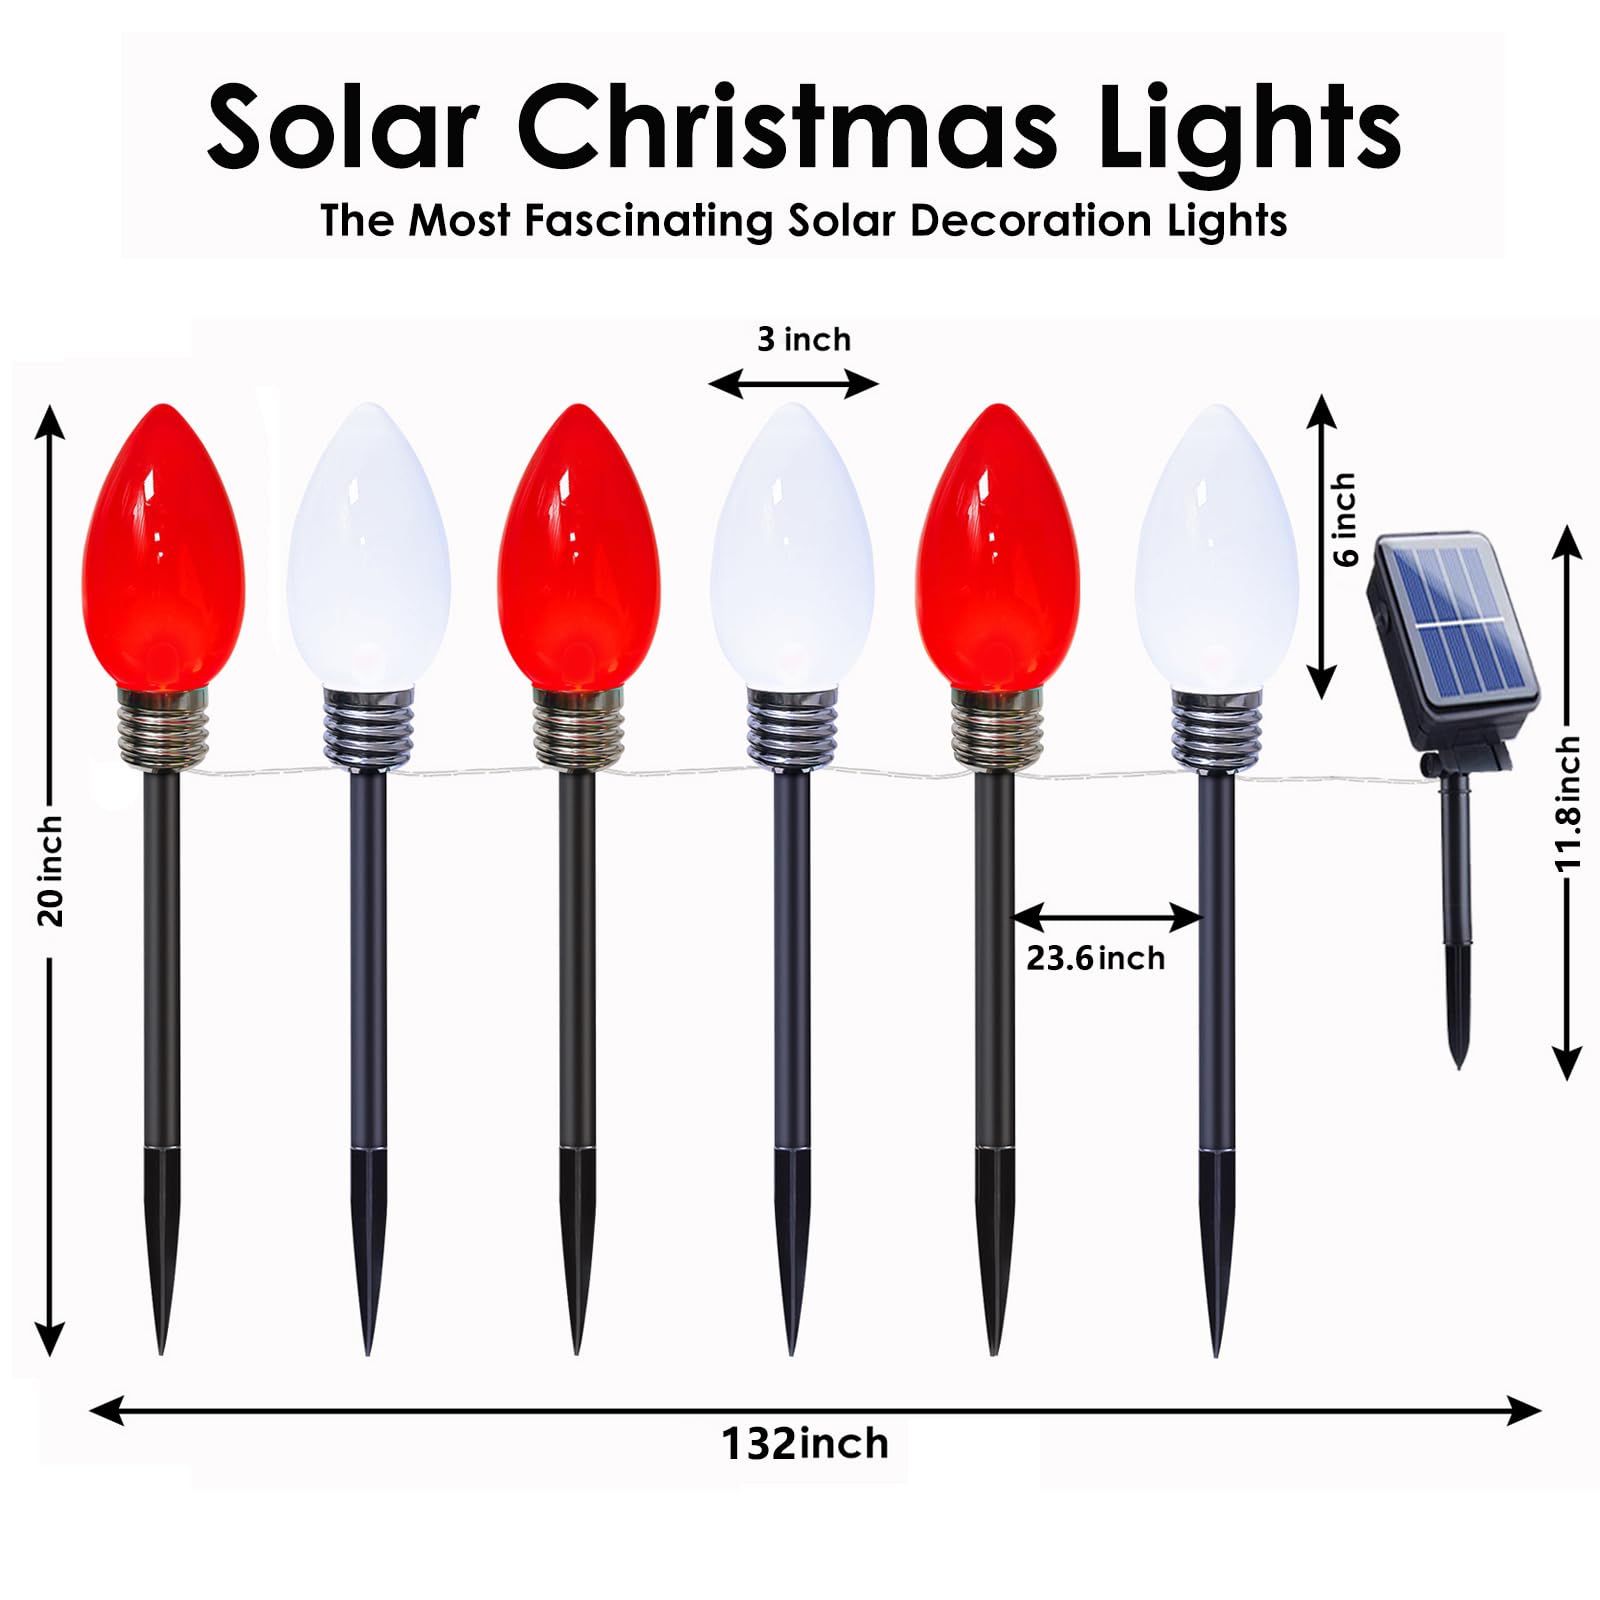 Solar Christmas Lights
The Most Fascinating Solar Decoration Lights
3 inch
6 inch
20 inch
11.8inch
23.6inch
132inch